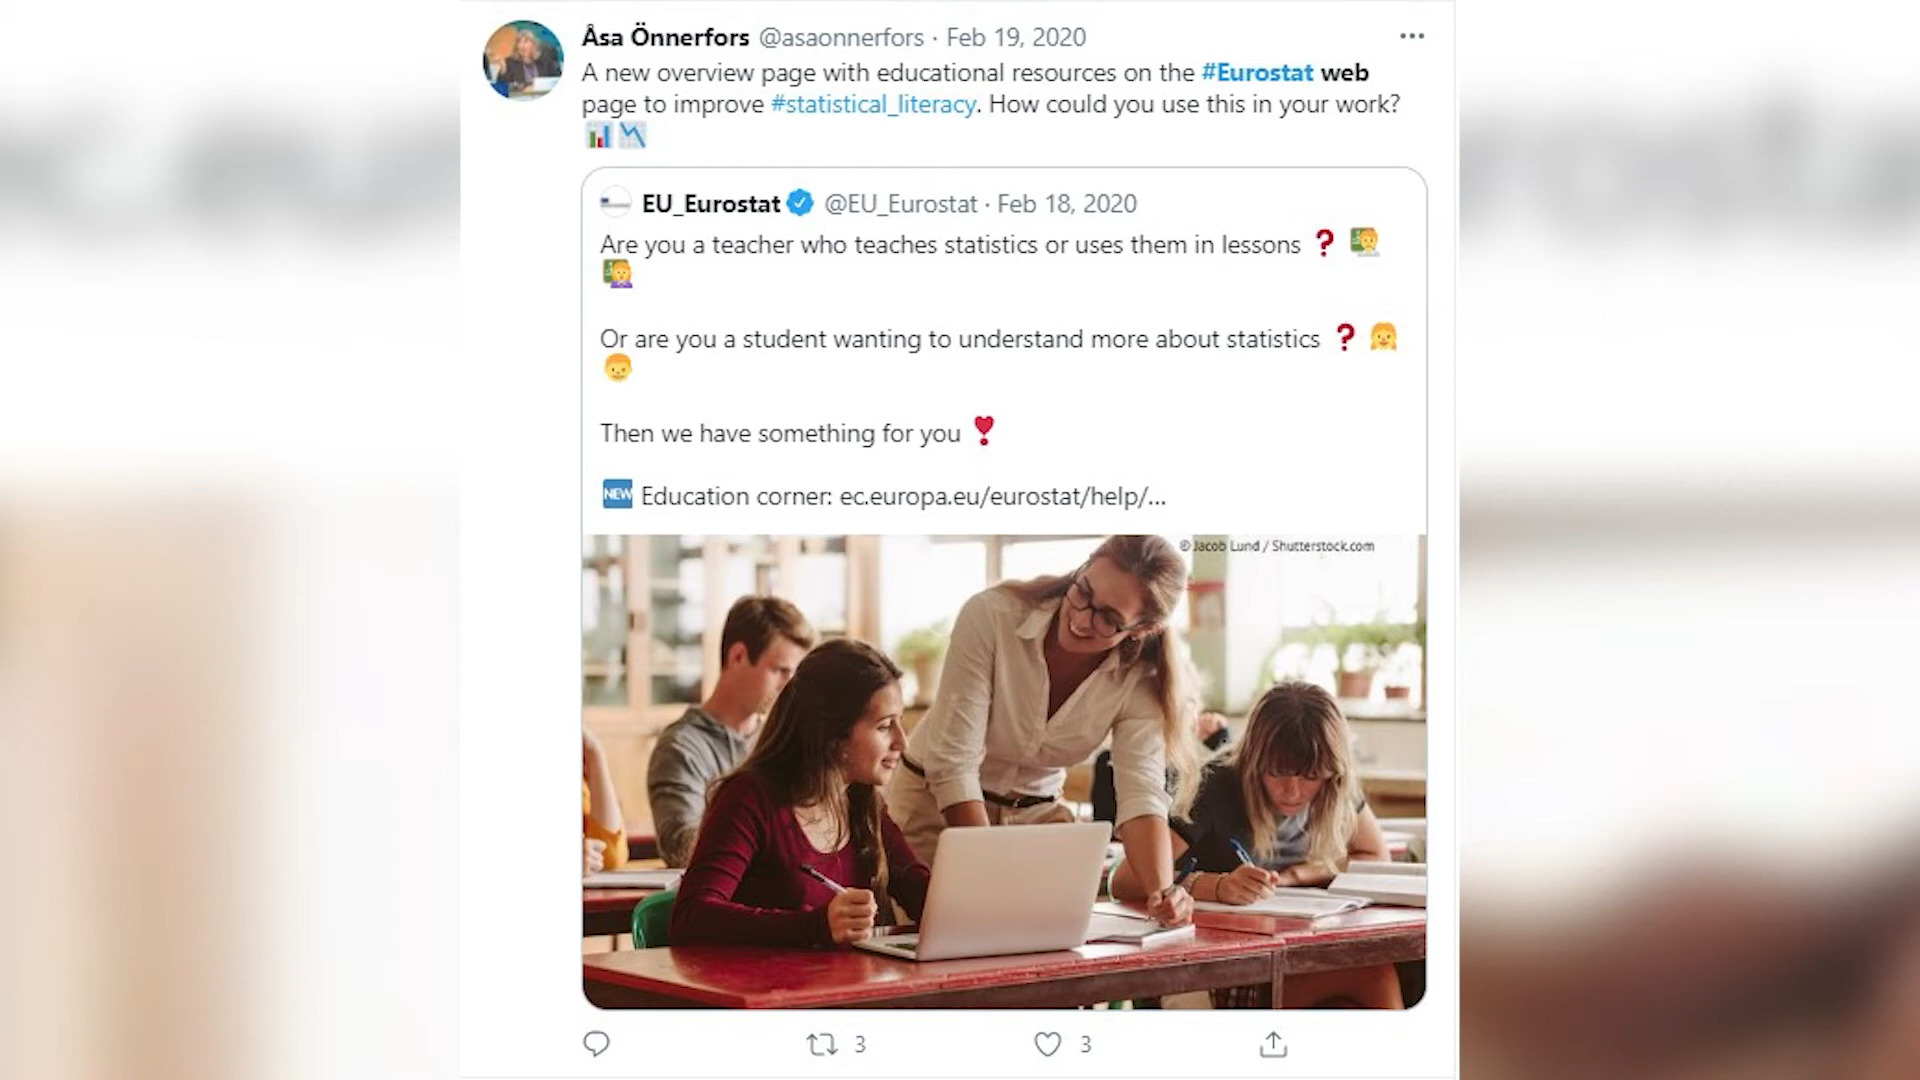 Åsa Önnerfors @asaonnerfors · Feb 19, 2020
A new overview page with educational resources on the #Eurostat web
page to improve #statistical_literacy. How could you use this in your work?
EU_Eurostat @EU_Eurostat · Feb 18, 2020
Are you a teacher who teaches statistics or uses them in lessons ❓
Or are you a student wanting to understand more about statistics ❓
Then we have something for you
NEW Education corner: ec.europa.eu/eurostat/help/...
© Jacob Lund / Shutterstock.com
3 3